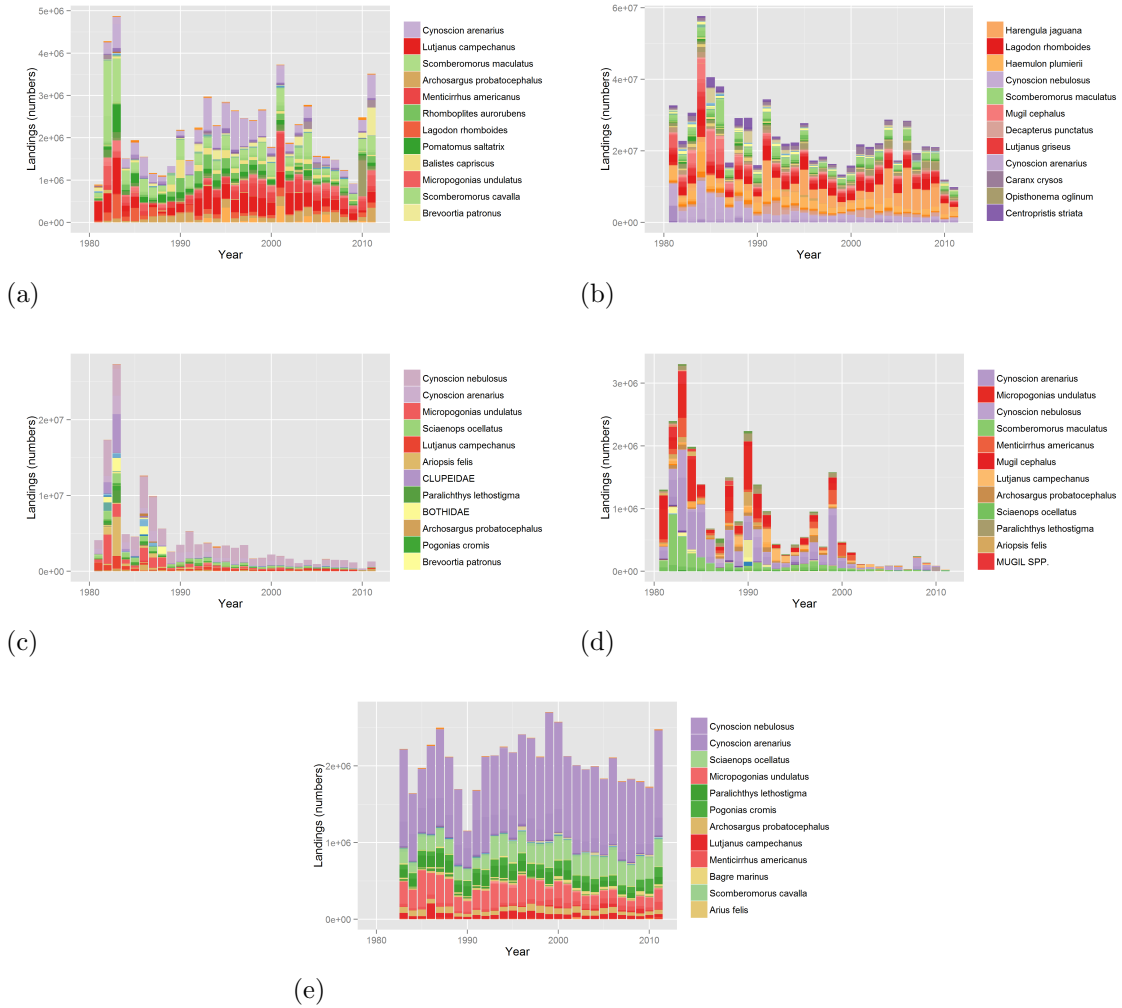 5e+06
4e+06
3e+06
2e+06
1e+06
0e+00
Landings (numbers)
1980
1990
2000
2010
Year
Cynoscion arenarius
Lutjanus campechanus
Scomberomorus maculatus
Archosargus probatocephalus
Menticirrhus americanus
Rhomboplites aurorubens
Lagodon rhomboides
Pomatomus saltatrix
Balistes capriscus
Micropogonias undulatus
Scomberomorus cavalla
Brevoortia patronus
(a)
6e+07
4e+07
2e+07
0e+00
Landings (numbers)
1980
1990
2000
2010
Year
Harengula jaguana
Lagodon rhomboides
Haemulon plumierii
Cynoscion nebulosus
Scomberomorus maculatus
Mugil cephalus
Decapterus punctatus
Lutjanus griseus
Cynoscion arenarius
Caranx crysos
Opisthonema oglinum
Centropristis striata
(b)
2e+07
1e+07
0e+00
Landings (numbers)
1980
1990
2000
2010
Year
Cynoscion nebulosus
Cynoscion arenarius
Micropogonias undulatus
Sciaenops ocellatus
Lutjanus campechanus
Ariopsis felis
CLUPEIDAE
Paralichthys lethostigma
BOTHIDAE
Archosargus probatocephalus
Pogonias cromis
Brevoortia patronus
(c)
3e+06
2e+06
1e+06
0e+00
Landings (numbers)
1980
1990
2000
2010
Year
Cynoscion arenarius
Micropogonias undulatus
Cynoscion nebulosus
Scomberomorus maculatus
Menticirrhus americanus
Mugil cephalus
Lutjanus campechanus
Archosargus probatocephalus
Sciaenops ocellatus
Paralichthys lethostigma
Ariopsis felis
MUGIL SPP.
(d)
2e+06
1e+06
0e+00
Landings (numbers)
1980
1990
2000
2010
Year
Cynoscion nebulosus
Cynoscion arenarius
Sciaenops ocellatus
Micropogonias undulatus
Paralichthys lethostigma
Pogonias cromis
Archosargus probatocephalus
Lutjanus campechanus
Menticirrhus americanus
Bagre marinus
Scomberomorus cavalla
Arius felis
(e)